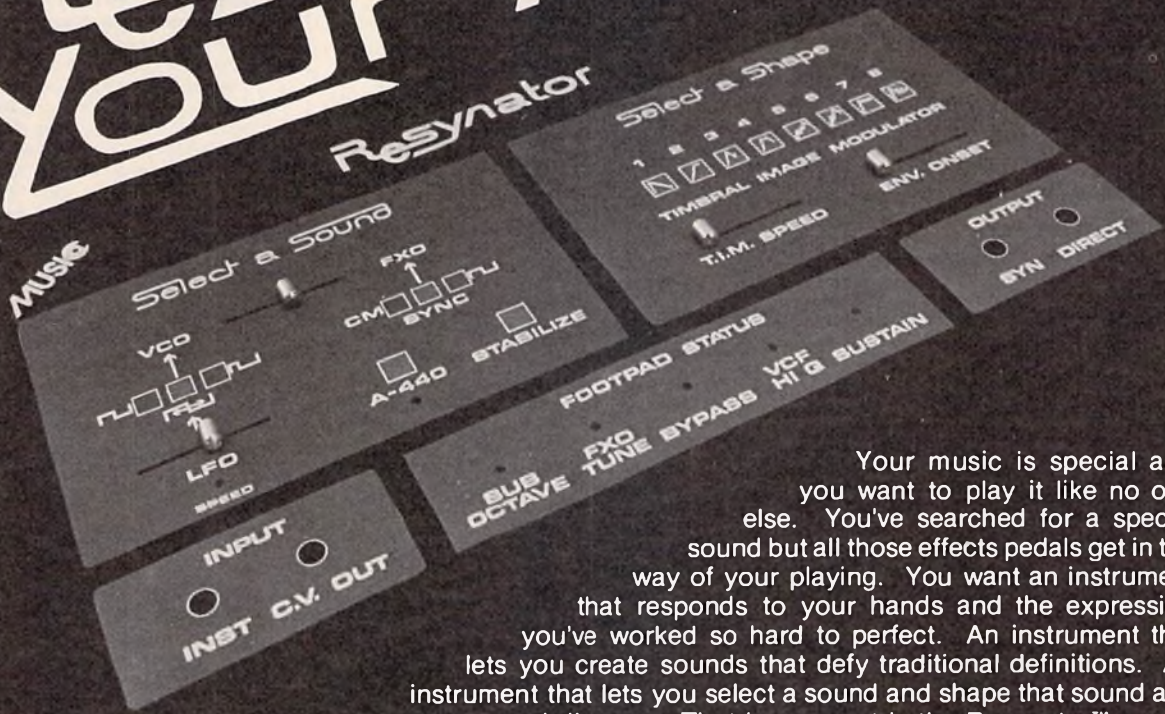 Your
Resynator
MUSIC
Select a Sound
VCO
FXO
CM
SYNC
A-440
STABILIZE
LFO
SPEED
Select a Shape
1 2 3 4 5 6 7 8
TIMBRAL IMAGE MODULATOR
T.I.M. SPEED
ENV. ONSET
OUTPUT
SYN DIRECT
FOOTPAD STATUS
SUB OCTAVE
FXO TUNE
BYPASS
VCF HI Q
SUSTAIN
INPUT
INST C.V. OUT
Your music is special a
you want to play it like no o
else. You've searched for a spec
sound but all those effects pedals get in t
way of your playing. You want an instrume
that responds to your hands and the expressi
you've worked so hard to perfect. An instrument th
lets you create sounds that defy traditional definitions.
instrument that lets you select a sound and shape that sound a